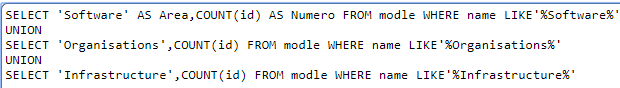 SELECT 'Software' AS Area,COUNT(id) AS Numero FROM modle WHERE name LIKE'%Software%'
UNION
SELECT 'Organisations',COUNT(id) FROM modle WHERE name LIKE'%Organisations%'
UNION
SELECT 'Infrastructure',COUNT(id) FROM modle WHERE name LIKE'%Infrastructure%'